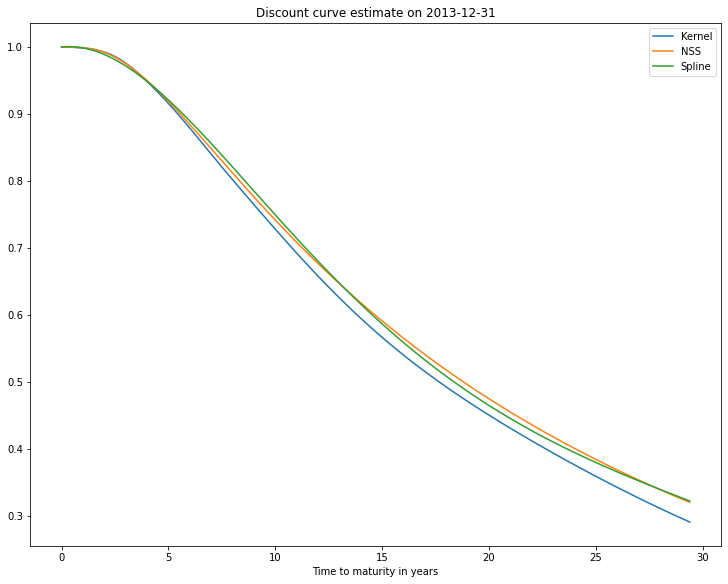 Discount curve estimate on 2013-12-31
Kernel
NSS
Spline
1.0
0.9
0.8
0.7
0.6
0.5
0.4
0.3
0 5 10 15 20 25 30
Time to maturity in years